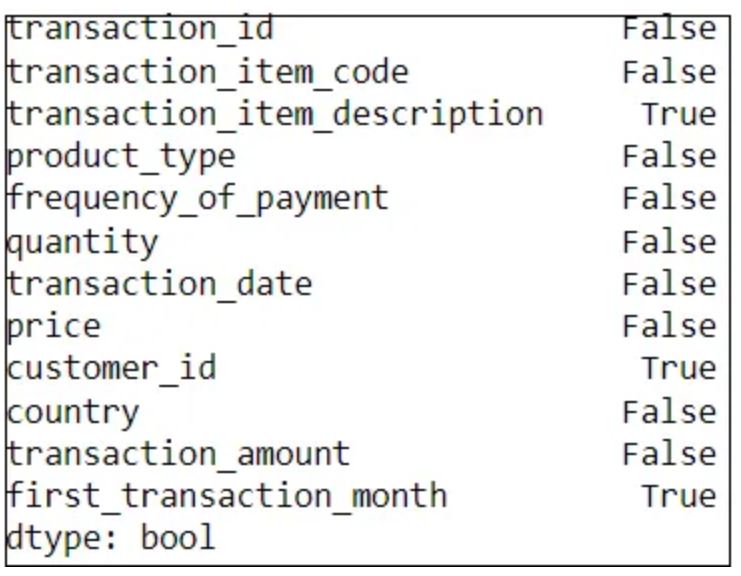 transaction_id False
transaction_item_code False
transaction_item_description True
product_type False
frequency_of_payment False
quantity False
transaction_date False
price False
customer_id True
country False
transaction_amount False
first_transaction_month True
dtype: bool